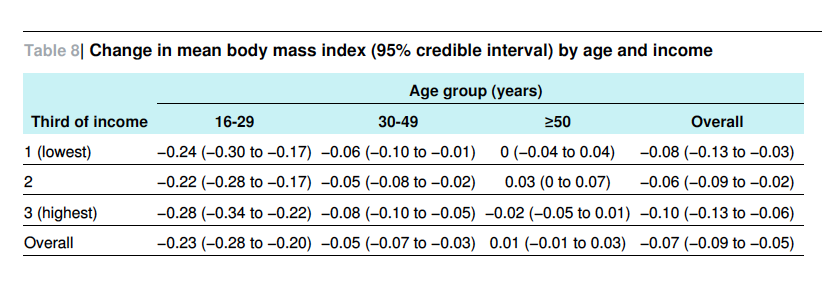 Table 8| Change in mean body mass index (95% credible interval) by age and income
Age group (years)
Third of income 16-29 30-49 ≥50 Overall
1 (lowest) −0.24 (−0.30 to −0.17) −0.06 (−0.10 to −0.01) 0 (−0.04 to 0.04) −0.08 (−0.13 to −0.03)
2 −0.22 (−0.28 to −0.17) −0.05 (−0.08 to −0.02) 0.03 (0 to 0.07) −0.06 (−0.09 to −0.02)
3 (highest) −0.28 (−0.34 to −0.22) −0.08 (−0.10 to −0.05) −0.02 (−0.05 to 0.01) −0.10 (−0.13 to −0.06)
Overall −0.23 (−0.28 to −0.20) −0.05 (−0.07 to −0.03) 0.01 (−0.01 to 0.03) −0.07 (−0.09 to −0.05)